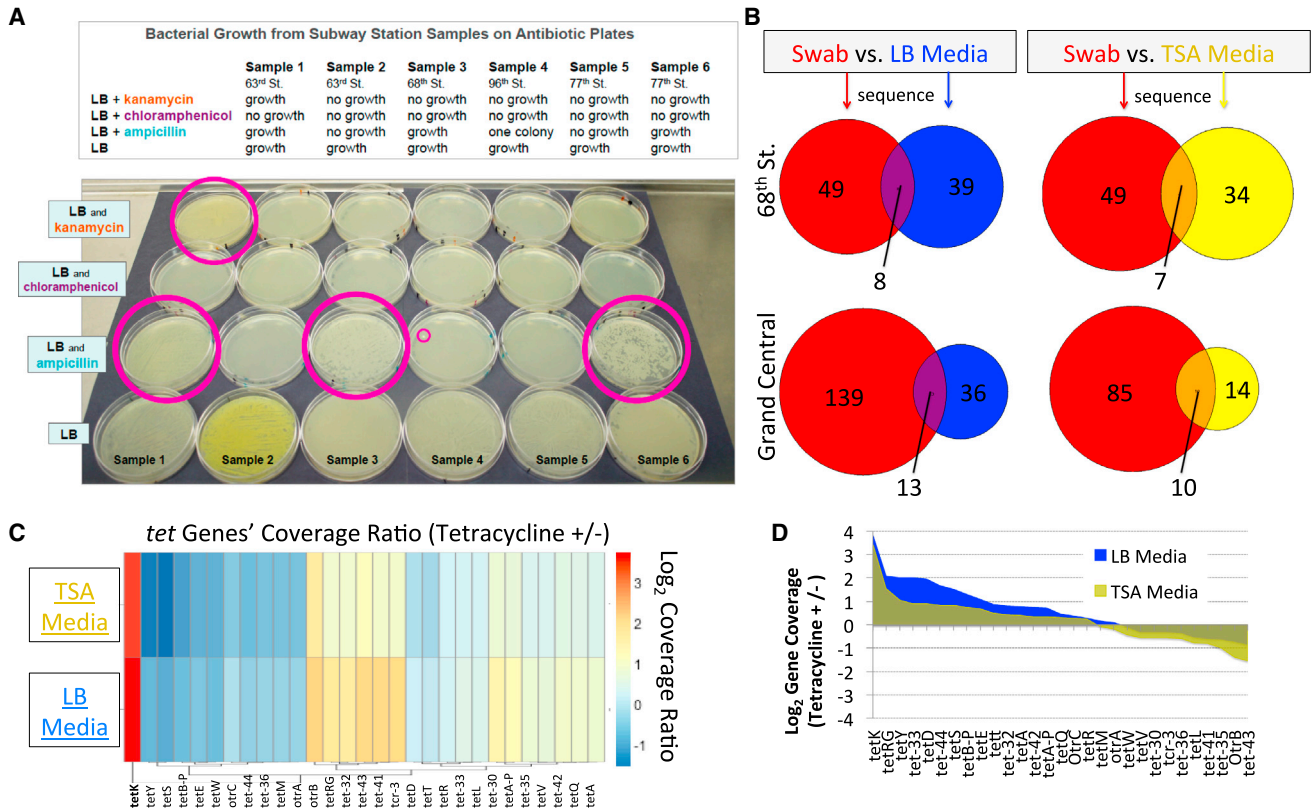 A
Bacterial Growth from Subway Station Samples on Antibiotic Plates
Sample 1 Sample 2 Sample 3 Sample 4 Sample 5 Sample 6
63rd St. 63rd St. 68th St. 96th St. 77th St. 77th St.
LB + kanamycin growth no growth no growth no growth no growth no growth
LB + chloramphenicol no growth no growth no growth no growth no growth no growth
LB + ampicillin growth no growth growth one colony no growth growth
LB growth growth growth growth growth growth
LB and
kanamycin
LB and
chloramphenicol
LB and
ampicillin
LB
Sample 1 Sample 2 Sample 3 Sample 4 Sample 5 Sample 6
B
Swab vs. LB Media
Swab vs. TSA Media
sequence
sequence
68th St.
49 39
8
49 34
7
Grand Central
139 36
13
85 14
10
C
tet Genes' Coverage Ratio (Tetracycline +/-)
TSA
Media
LB
Media
3
2
1
0
-1
Log2 Coverage Ratio
tetK
tetY
tetS
tetB-P
tetE
tetW
otrC
tet-44
tet-36
tetM
otrA
otrB
tetRG
tet-32
tet-43
tet-41
tcr-3
tetD
tetT
tetR
tet-33
tetL
tet-30
tetA-P
tet-35
tetV
tet-42
tetQ
tetA
D
Log2 Gene Coverage
(Tetracycline + / -)
4
3
2
1
0
-1
-2
-3
-4
LB Media
TSA Media
tetK
tetRG
tetY
tet-33
tetD
tet-44
tetS
tetB-P
tetE
tetT
tet-32
tetA
tet-42
tetA-P
tetQ
OtrC
tetR
tetM
otrA
tetW
tetV
tet-30
tcr-3
tet-36
tetL
tet-41
tet-35
OtrB
tet-43